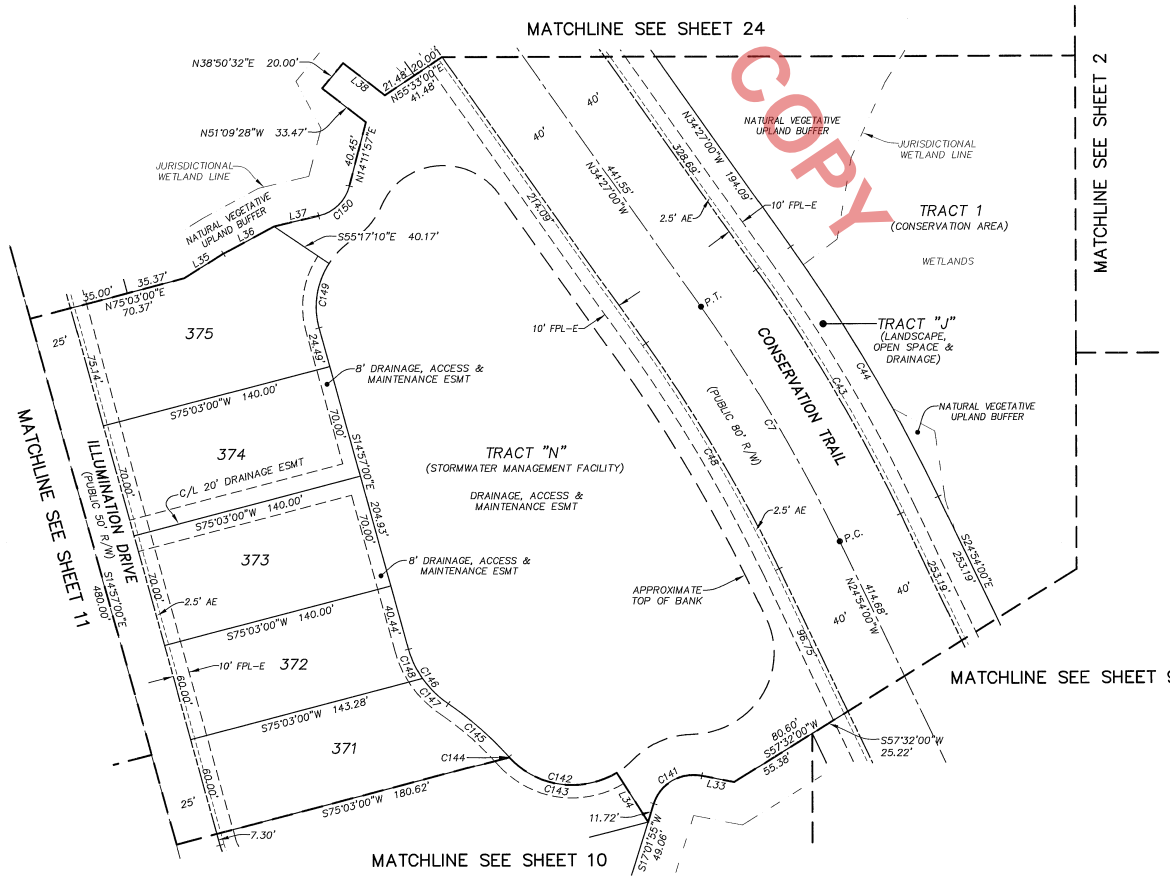 MATCHLINE SEE SHEET 24
MATCHLINE SEE SHEET 2
COPY
N38°50'32"E 20.00'
L38
21.48'
20.00'
N55°33'00"E
41.48'
N51°09'28"W 33.47'
40.45'
N14°11'57"E
JURISDICTIONAL
WETLAND LINE
NATURAL VEGETATIVE
UPLAND BUFFER
L37
C150
L36
L35
S55°17'10"E 40.17'
40'
40'
441.55'
N34°27'00"W
328.69'
N34°27'00"W
194.09'
2.5' AE
10' FPL-E
NATURAL VEGETATIVE
UPLAND BUFFER
JURISDICTIONAL
WETLAND LINE
TRACT 1
(CONSERVATION AREA)
WETLANDS
214.09'
35.00'
35.37'
N75°03'00"E
70.37'
C149
25'
375
75.14'
24.49'
10' FPL-E
P.T.
TRACT "J"
(LANDSCAPE,
OPEN SPACE &
DRAINAGE)
C44
C43
CONSERVATION TRAIL
(PUBLIC 80' R/W)
C7
NATURAL VEGETATIVE
UPLAND BUFFER
8' DRAINAGE, ACCESS &
MAINTENANCE ESMT
S75°03'00"W 140.00'
70.00'
374
S14°57'00"E
204.93'
TRACT "N"
(STORMWATER MANAGEMENT FACILITY)
DRAINAGE, ACCESS &
MAINTENANCE ESMT
C48
MATCHLINE SEE SHEET 11
ILLUMINATION DRIVE
(PUBLIC 50' R/W)
S14°57'00"E
480.00'
70.00'
C/L 20' DRAINAGE ESMT
S75°03'00"W 140.00'
70.00'
373
8' DRAINAGE, ACCESS &
MAINTENANCE ESMT
2.5' AE
P.C.
70.00'
2.5' AE
S75°03'00"W 140.00'
40.44'
APPROXIMATE
TOP OF BANK
414.68'
N24°54'00"W
40'
40'
253.19'
S24°54'00"E
253.19'
96.75'
10' FPL-E
372
60.00'
C148
C146
C147
S75°03'00"W 143.28'
C145
371
C144
MATCHLINE SEE SHEET 9
80.60'
S57°32'00"W
55.38'
S57°32'00"W
25.22'
60.00'
25'
S75°03'00"W 180.62'
7.30'
C142
C143
L34
C141
L33
11.72'
S17°01'55"W
49.06'
MATCHLINE SEE SHEET 10